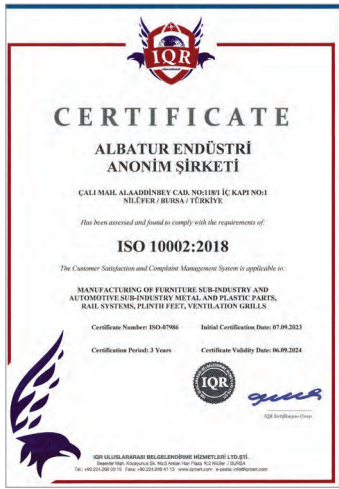 IQR
International
CERTIFICATE
ALBATUR ENDÜSTRİ
ANONİM ŞİRKETİ
ÇALI MAH. ALAADDİNBEY CAD. NO:118/1 İÇ KAPI NO:1
NİLÜFER / BURSA / TÜRKİYE
Has been assessed and found to comply with the requirements of:
ISO 10002:2018
The Customer Satisfaction and Complaint Management System is applicable to:
MANUFACTURING OF FURNITURE SUB-INDUSTRY AND
AUTOMOTIVE SUB-INDUSTRY METAL AND PLASTIC PARTS,
RAIL SYSTEMS, PLINTH FEET, VENTILATION GRILLS
Certificate Number: ISO-07986 Initial Certification Date: 07.09.2023
Certification Period: 3 Years Certificate Validity Date: 06.09.2024
IQR
IQR Sertifikasyon Onayı
IQR ULUSLARARASI BELGELENDİRME HİZMETLERİ LTD.ŞTİ.